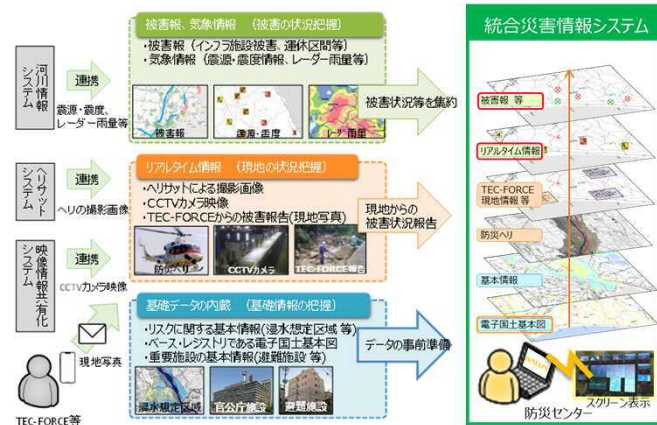 河川情報
システム
連携
震源・震度、
レーダー雨量等
被害報、気象情報 （被害の状況把握）
・被害報（インフラ施設被害、運休区間等）
・気象情報（震源・震度情報、レーダー雨量等）
被害報
震源・震度
レーダ雨量
被害状況等を集約
ヘリサット
システム
連携
ヘリの撮影画像
リアルタイム情報 （現地の状況把握）
・ヘリサットによる撮影画像
・CCTVカメラ映像
・TEC-FORCEからの被害報告(現地写真)
防災ヘリ
CCTVカメラ
TEC-FORCE報告
現地からの
被害状況報告
映像情報共有化
システム
連携
CCTVカメラ映像
現地写真
TEC-FORCE等
基礎データの内蔵 （基礎情報の把握）
・リスクに関する基本情報(浸水想定区域 等)
・ベース・レジストリである電子国土基本図
・重要施設の基本情報(避難施設 等)
浸水想定区域
官公庁施設
避難施設
データの事前準備
統合災害情報システム
被害報 等
リアルタイム情報
TEC-FORCE
現地情報 等
防災ヘリ
基本情報
電子国土基本図
防災センター
スクリーン表示